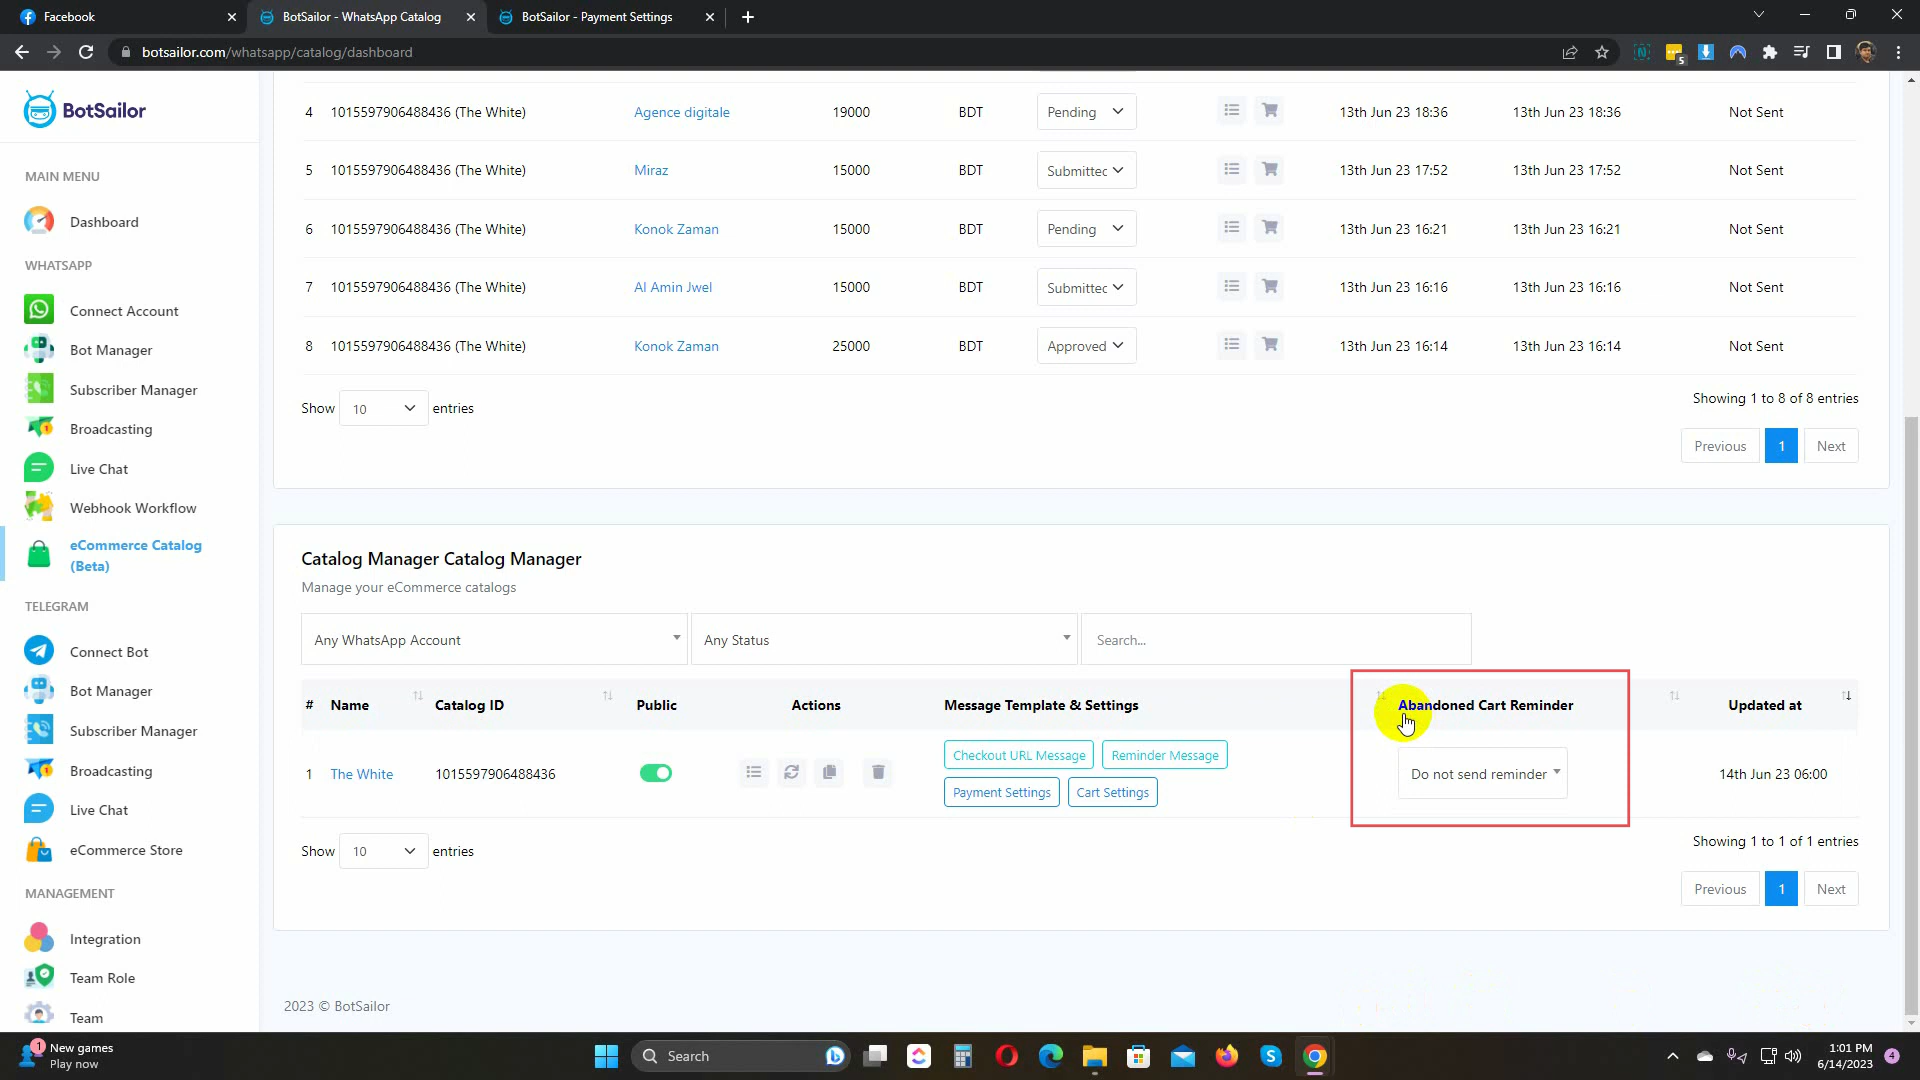 Facebook
BotSailor - WhatsApp Catalog
BotSailor - Payment Settings
botsailor.com/whatsapp/catalog/dashboard
5
BotSailor
MAIN MENU
Dashboard
WHATSAPP
Connect Account
Bot Manager
Subscriber Manager
Broadcasting
Live Chat
Webhook Workflow
eCommerce Catalog
(Beta)
TELEGRAM
Connect Bot
Bot Manager
Subscriber Manager
Broadcasting
Live Chat
eCommerce Store
MANAGEMENT
Integration
Team Role
Team
4 1015597906488436 (The White) Agence digitale 19000 BDT Pending 13th Jun 23 18:36 13th Jun 23 18:36 Not Sent
5 1015597906488436 (The White) Miraz 15000 BDT Submittec 13th Jun 23 17:52 13th Jun 23 17:52 Not Sent
6 1015597906488436 (The White) Konok Zaman 15000 BDT Pending 13th Jun 23 16:21 13th Jun 23 16:21 Not Sent
7 1015597906488436 (The White) Al Amin Jwel 15000 BDT Submittec 13th Jun 23 16:16 13th Jun 23 16:16 Not Sent
8 1015597906488436 (The White) Konok Zaman 25000 BDT Approved 13th Jun 23 16:14 13th Jun 23 16:14 Not Sent
Show 10 entries
Showing 1 to 8 of 8 entries
Previous 1 Next
Catalog Manager Catalog Manager
Manage your eCommerce catalogs
Any WhatsApp Account Any Status Search...
# Name Catalog ID Public Actions Message Template & Settings Abandoned Cart Reminder Updated at
1 The White 1015597906488436 Checkout URL Message Reminder Message Do not send reminder 14th Jun 23 06:00
Payment Settings Cart Settings
Show 10 entries
Showing 1 to 1 of 1 entries
Previous 1 Next
2023 © BotSailor
1
New games
Play now
Search
1:01 PM
6/14/2023
4